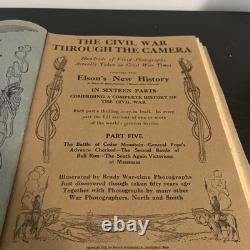 THE CIVIL WAR
THROUGH THE CAMERA
Hundreds of Vivid Photographs
Actually Taken in Civil War Times
Elson's New History
IN SIXTEEN PARTS
COMPRISING A COMPLETE HISTORY OF
THE CIVIL WAR
Each part a thrilling story in itself. In every
part the full account of one or more
of the world's greatest battles
PART FIVE
The Battle of Cedar Mountain—General Pope's
Advance Checked—The Second Battle of
Bull Run—The South Again Victorious
at Manassas
Illustrated by Brady War-time Photographs
Just discovered though taken fifty years ago
Together with Photographs by many other
War Photographers, North and South